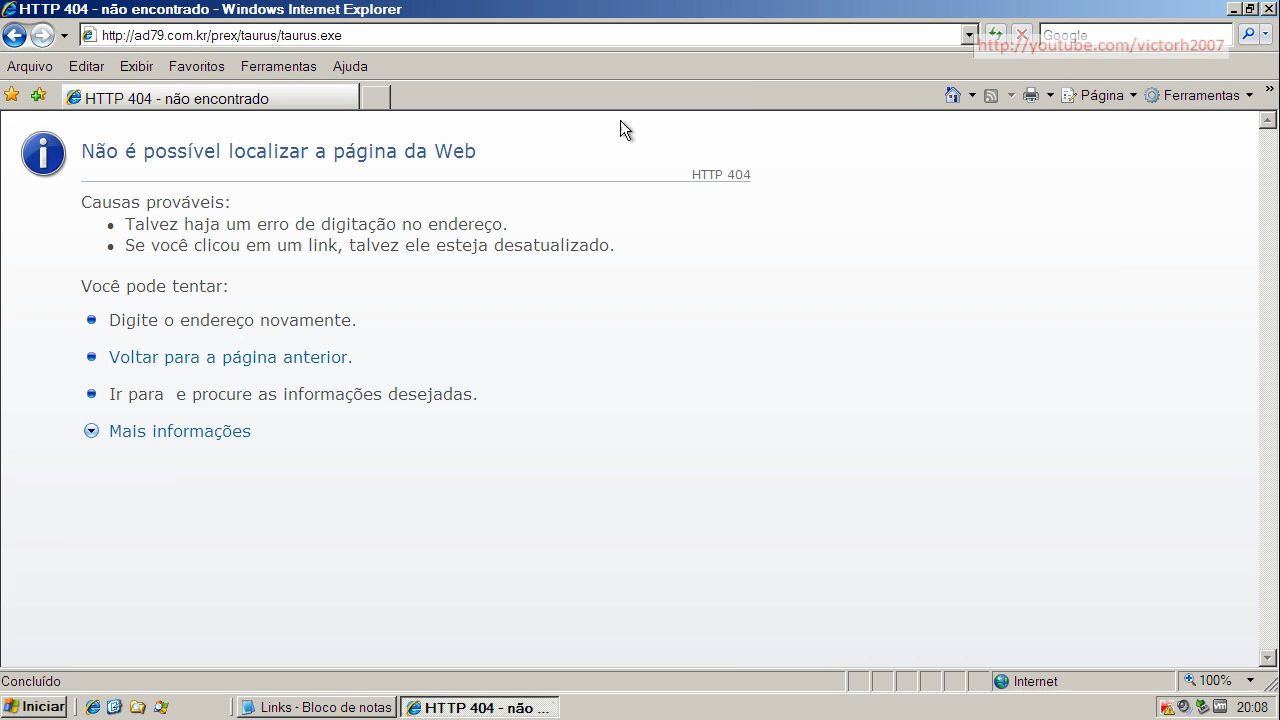 HTTP 404 - não encontrado - Windows Internet Explorer
http://ad79.com.kr/prex/taurus/taurus.exe
Google
http://youtube.com/victorh2007
Arquivo Editar Exibir Favoritos Ferramentas Ajuda
HTTP 404 - não encontrado
Página Ferramentas »
Não é possível localizar a página da Web
HTTP 404
Causas prováveis:
• Talvez haja um erro de digitação no endereço.
• Se você clicou em um link, talvez ele esteja desatualizado.
Você pode tentar:
Digite o endereço novamente.
Voltar para a página anterior.
Ir para e procure as informações desejadas.
Mais informações
Concluído
Internet
100%
Iniciar
Links - Bloco de notas
HTTP 404 - não ...
20:08